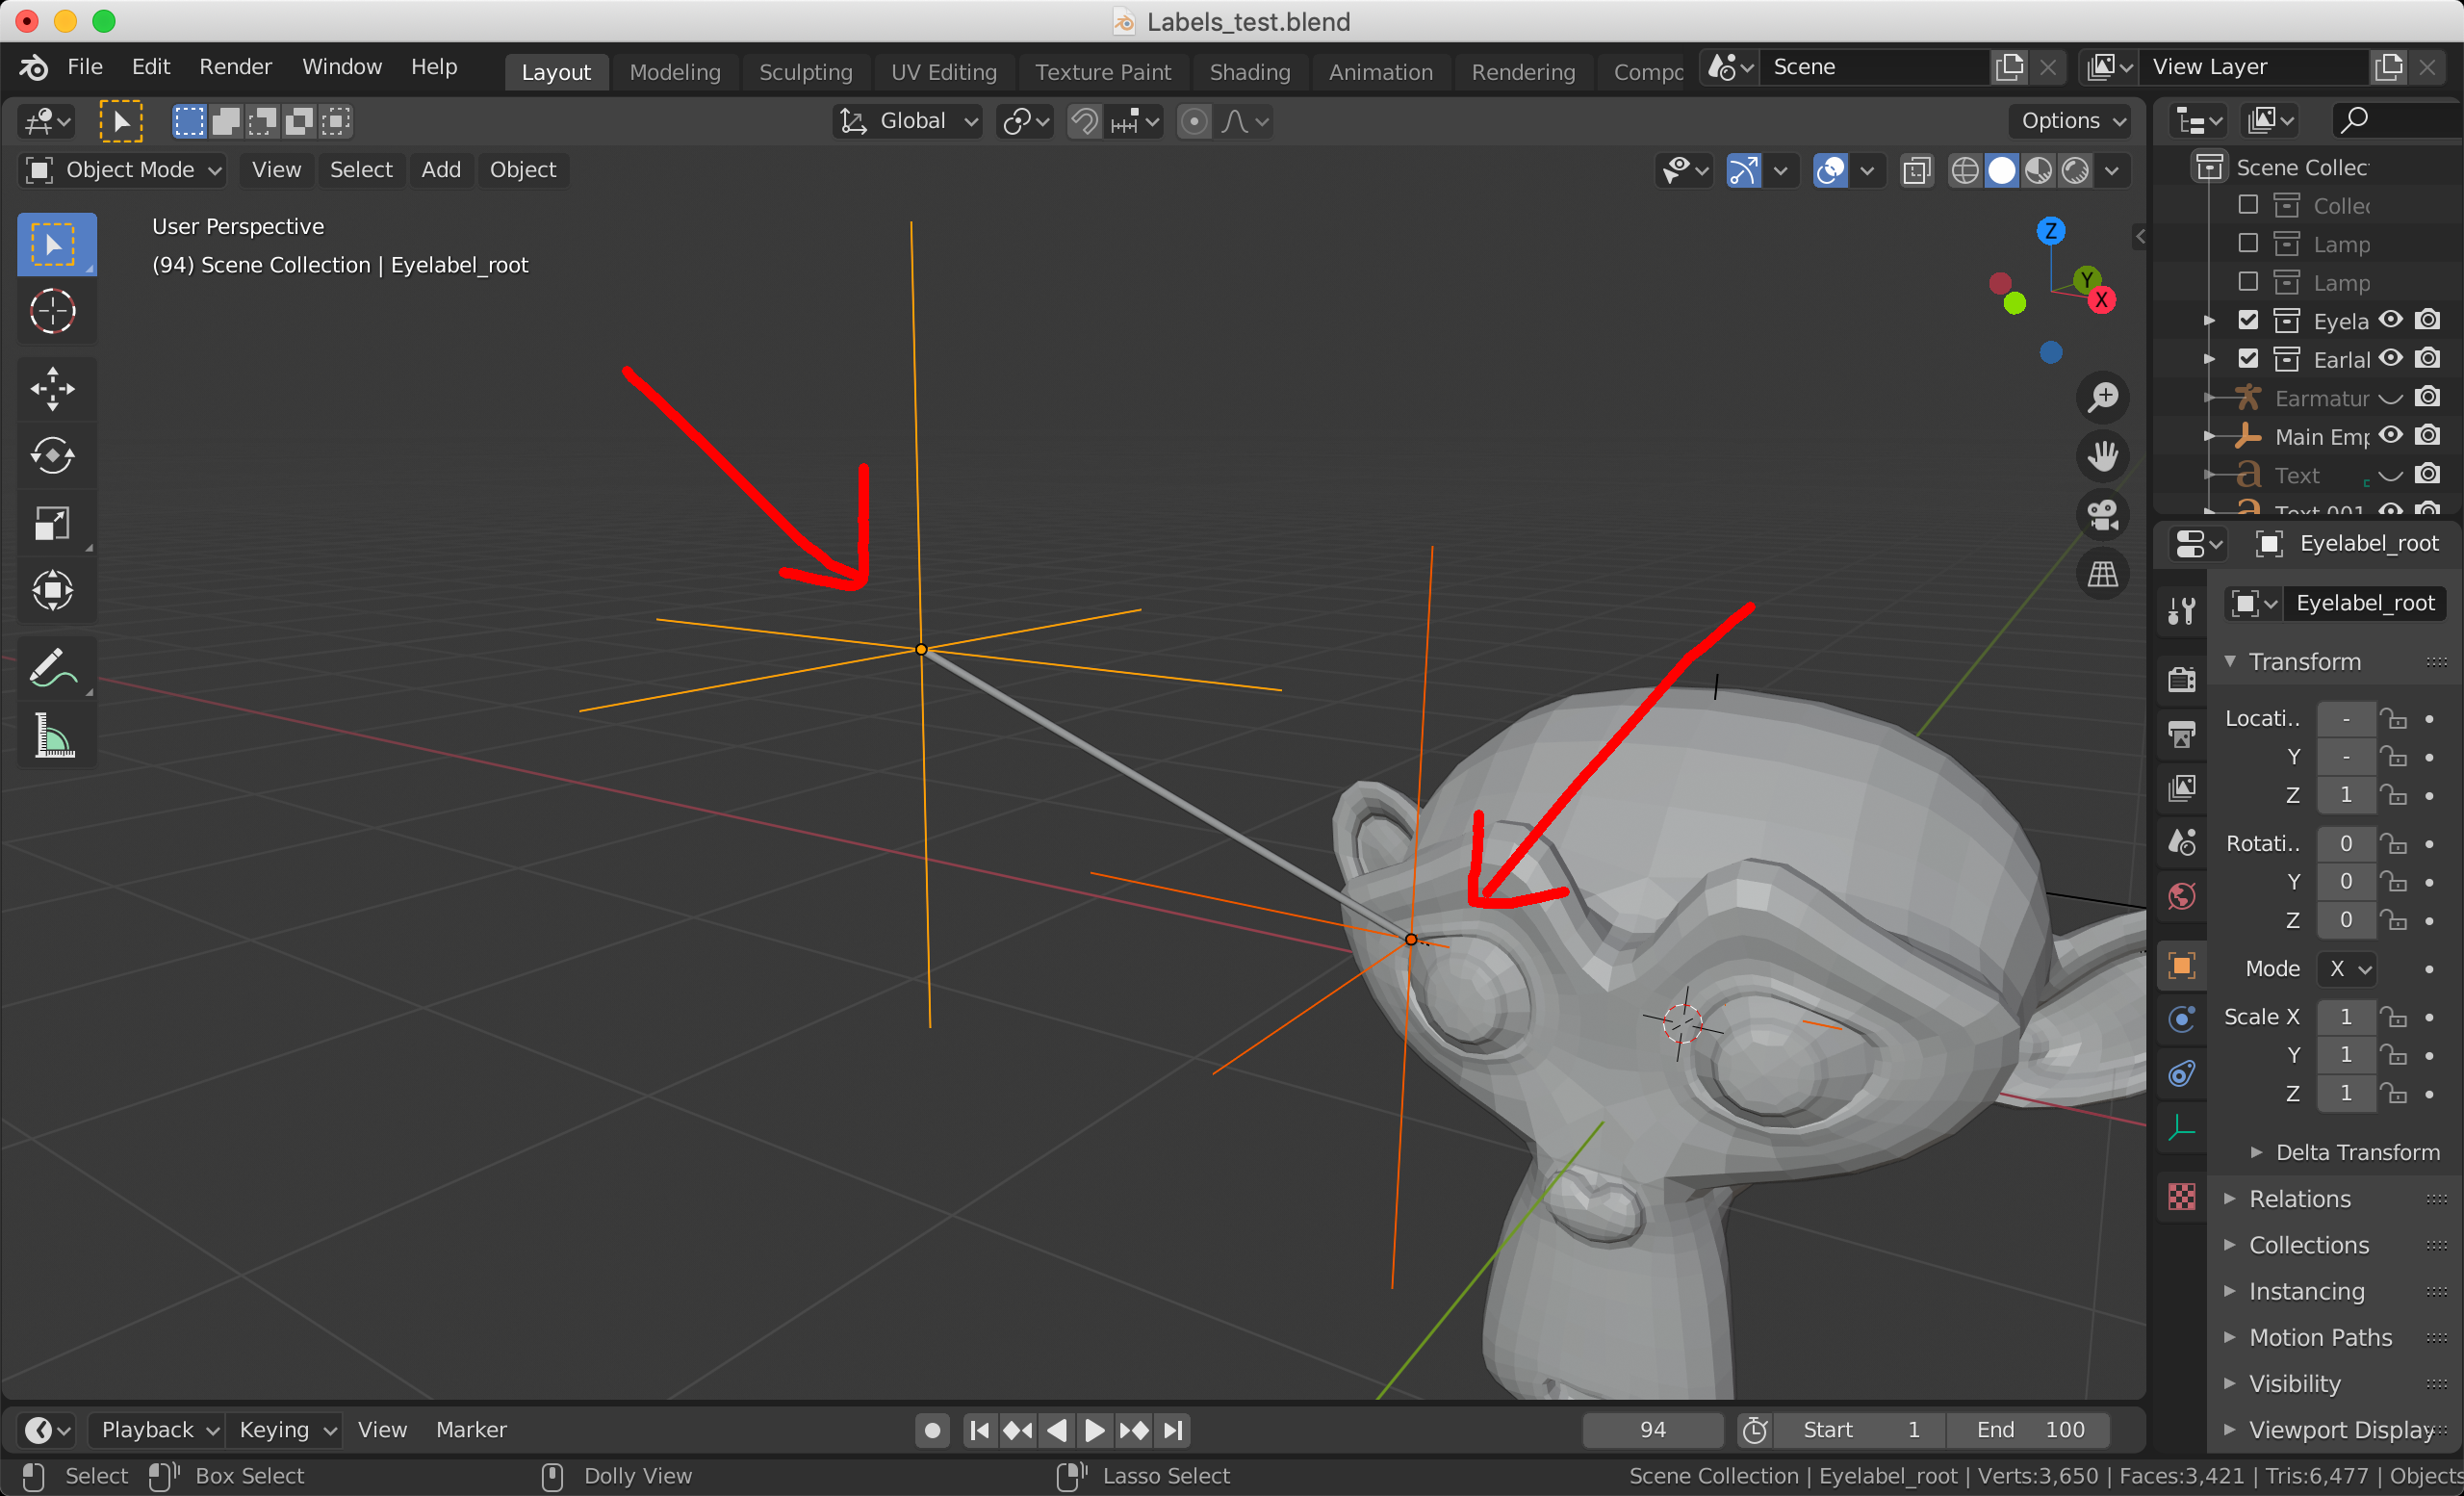 Labels_test.blend
File Edit Render Window Help
Layout Modeling Sculpting UV Editing Texture Paint Shading Animation Rendering Compo
Scene
View Layer
Global
Options
Object Mode View Select Add Object
User Perspective
(94) Scene Collection | Eyelabel_root
Z
Y
X
Scene Collec
Collec
Lamp
Lamp
Eyela
Earlal
Earmatur
Main Emp
Text
Text.001
Eyelabel_root
Eyelabel_root
Transform
Locati.. -
Y -
Z 1
Rotati.. 0
Y 0
Z 0
Mode X
Scale X 1
Y 1
Z 1
Delta Transform
Relations
Collections
Instancing
Motion Paths
Visibility
Viewport Display
Playback Keying View Marker
94
Start 1
End 100
Select
Box Select
Dolly View
Lasso Select
Scene Collection | Eyelabel_root | Verts:3,650 | Faces:3,421 | Tris:6,477 | Objects